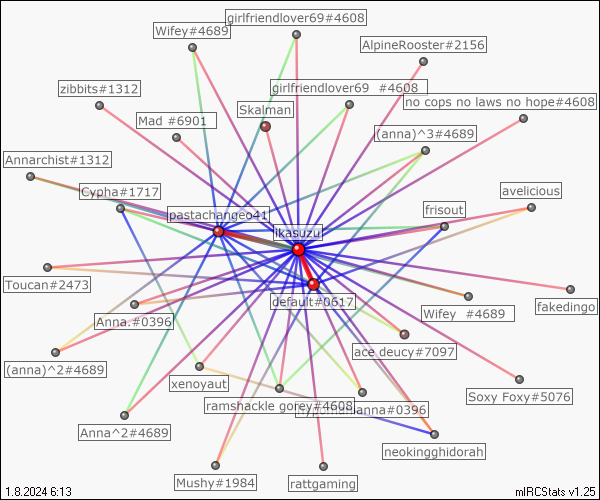 girlfriendlover69#4608
Wifey#4689
AlpineRooster#2156
zibbits#1312
girlfriendlover69 #4608
no cops no laws no hope#4608
Skalman
Mad #6901
(anna)^3#4689
Annarchist#1312
Cypha#1717
avelicious
pastachangeo41
frisout
ikasuzu
Toucan#2473
default#0617
fakedingo
Anna.#0396
Wifey #4689
ace_deucy#7097
(anna)^2#4689
xenoyaut
Soxy Foxy#5076
ramshackle gorey#4608
anna#0396
Anna^2#4689
neokingghidorah
Mushy#1984
rattgaming
1.8.2024 6:13
mIRCStats v1.25